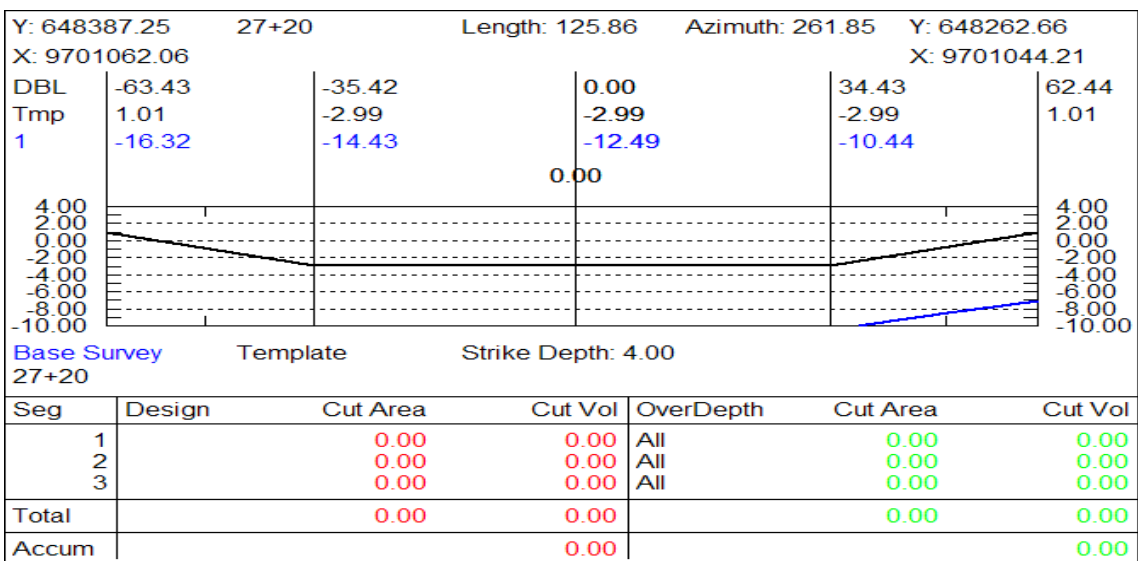 Y: 648387.25 27+20 Length: 125.86 Azimuth: 261.85 Y: 648262.66
X: 9701062.06 X: 9701044.21
DBL -63.43 -35.42 0.00 34.43 62.44
Tmp 1.01 -2.99 -2.99 -2.99 1.01
1 -16.32 -14.43 -12.49 -10.44
0.00
4.00 4.00
2.00 2.00
0.00 0.00
-2.00 -2.00
-4.00 -4.00
-6.00 -6.00
-8.00 -8.00
-10.00 -10.00
Base Survey Template Strike Depth: 4.00
27+20
Seg Design Cut Area Cut Vol OverDepth Cut Area Cut Vol
1 0.00 0.00 All 0.00 0.00
2 0.00 0.00 All 0.00 0.00
3 0.00 0.00 All 0.00 0.00
Total 0.00 0.00 0.00 0.00
Accum 0.00 0.00